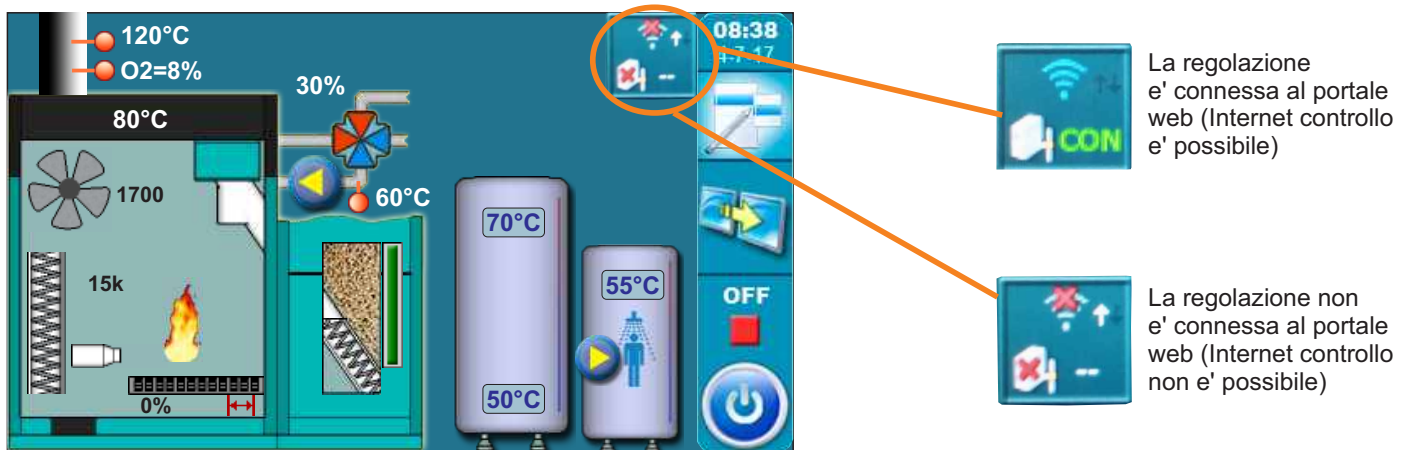 120°C
O2=8%
30%
80°C
1700
60°C
15k
0%
70°C
50°C
55°C
--
08:38
OFF
CON
La regolazione
e' connessa al portale
web (Internet controllo
e' possibile)
--
La regolazione non
e' connessa al portale
web (Internet controllo
non e' possibile)